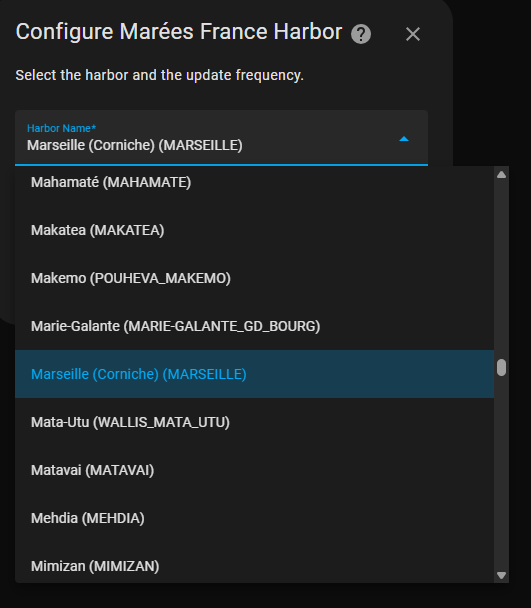 Configure Marées France Harbor
Select the harbor and the update frequency.
Harbor Name*
Marseille (Corniche) (MARSEILLE)
Mahamaté (MAHAMATE)
Makatea (MAKATEA)
Makemo (POUHEVA_MAKEMO)
Marie-Galante (MARIE-GALANTE_GD_BOURG)
Marseille (Corniche) (MARSEILLE)
Mata-Utu (WALLIS_MATA_UTU)
Matavai (MATAVAI)
Mehdia (MEHDIA)
Mimizan (MIMIZAN)